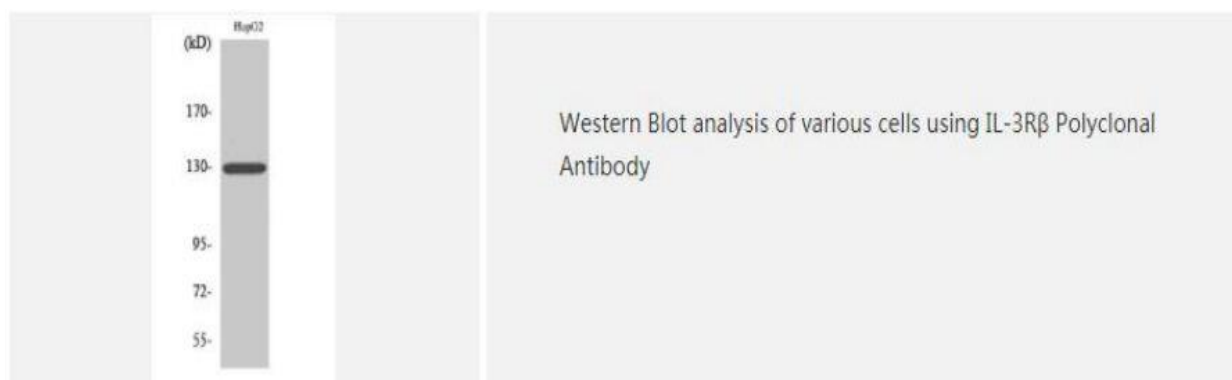 HepG2
(kD)
170-
130-
95-
72-
55-
Western Blot analysis of various cells using IL-3Rβ Polyclonal
Antibody